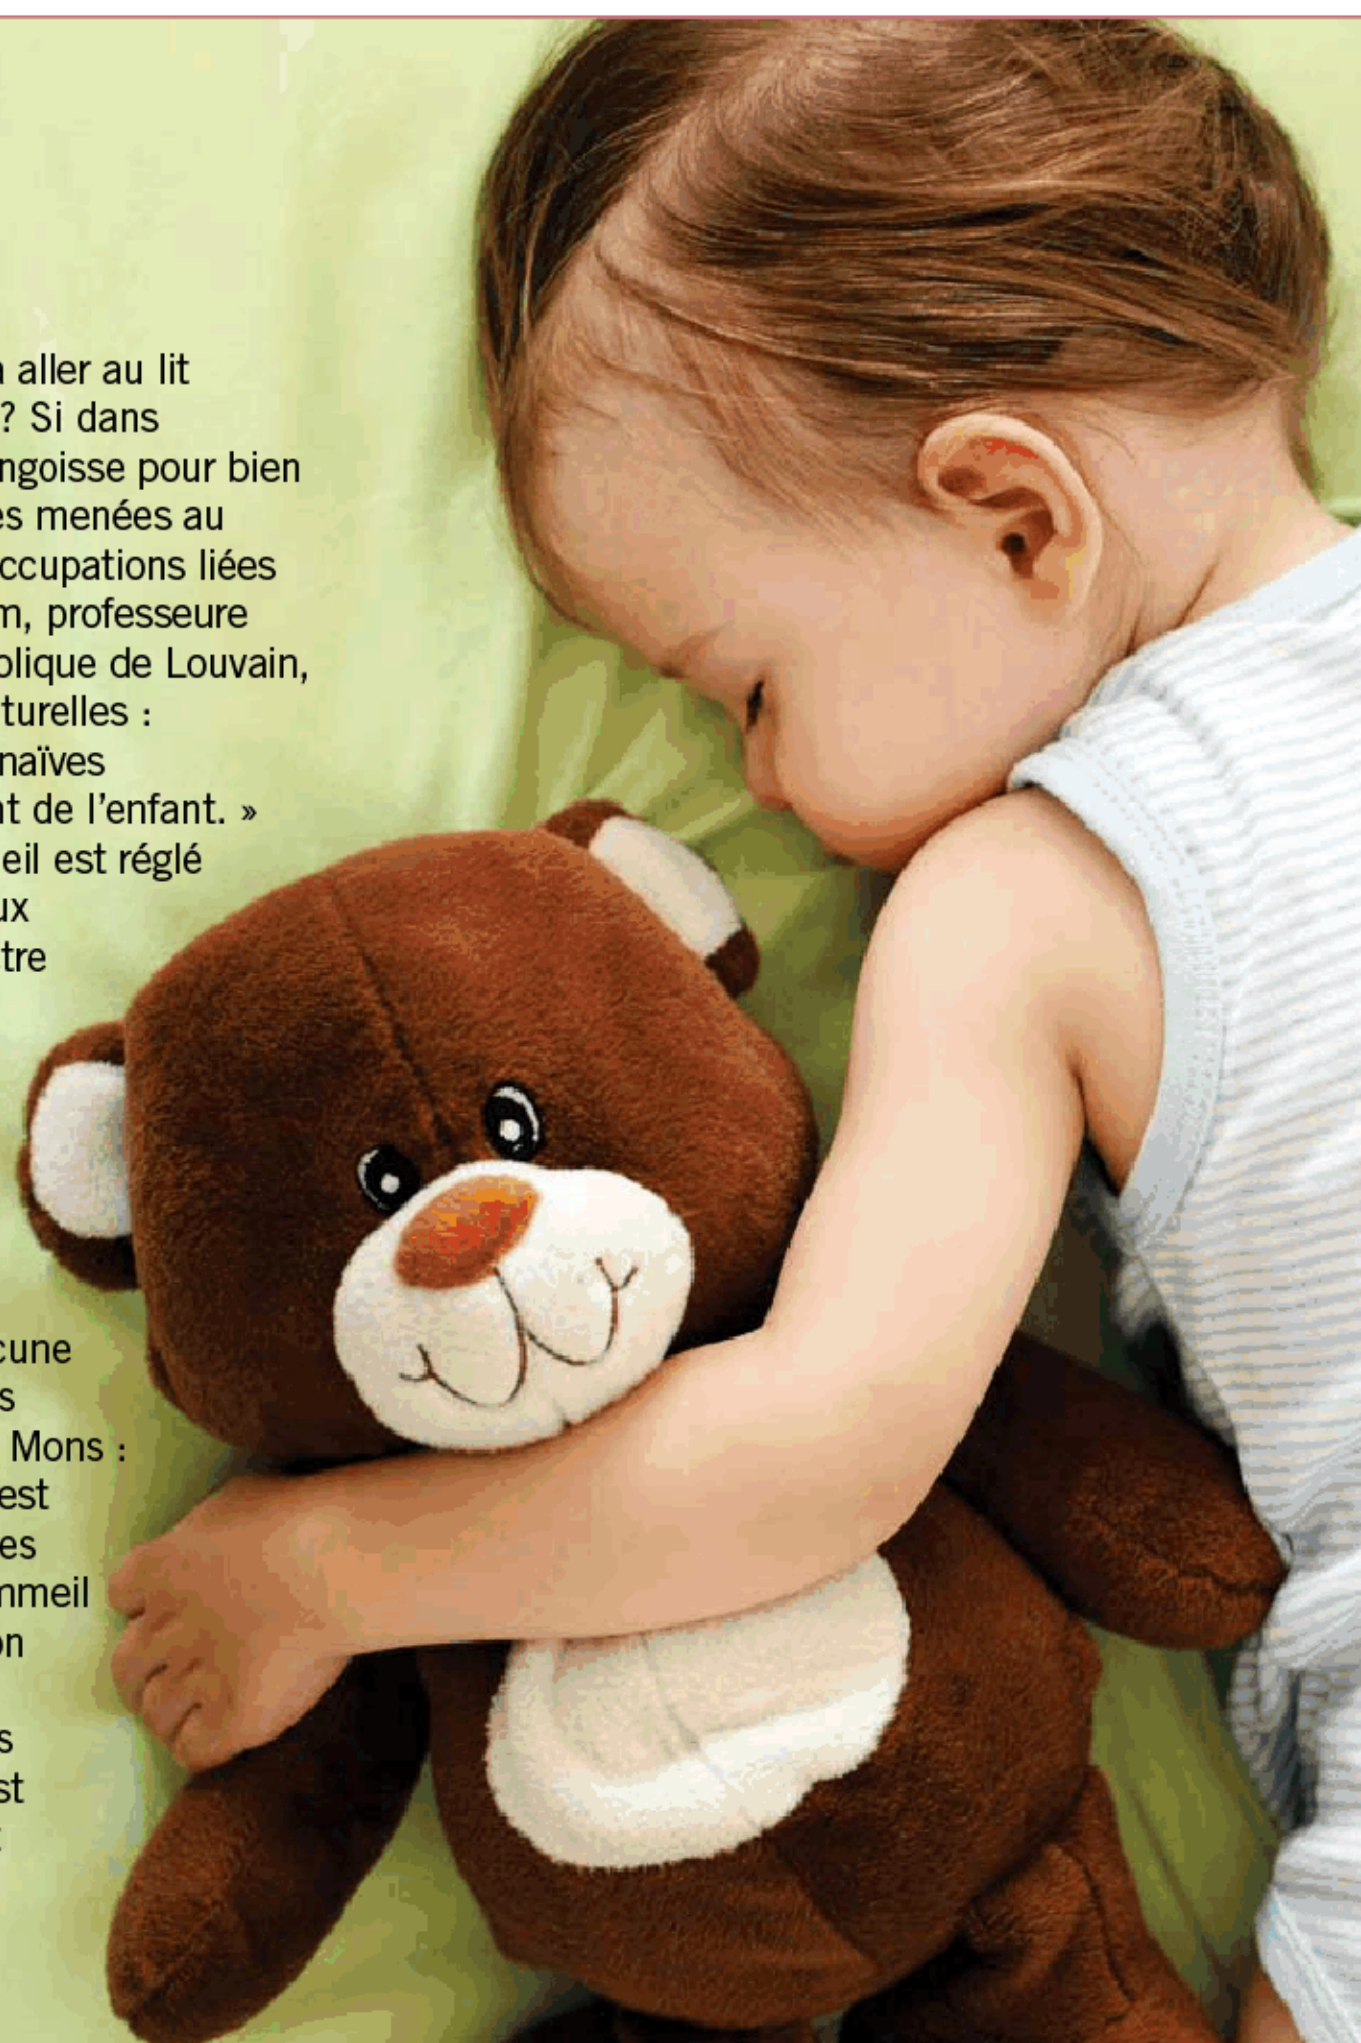 à aller au lit
? Si dans
ngoisse pour bien
es menées au
ccupations liées
m, professeure
olique de Louvain,
turelles :
naïves
nt de l'enfant. »
eil est réglé
ux
tre
cune
s
Mons :
est
es
mmeil
on
s
st